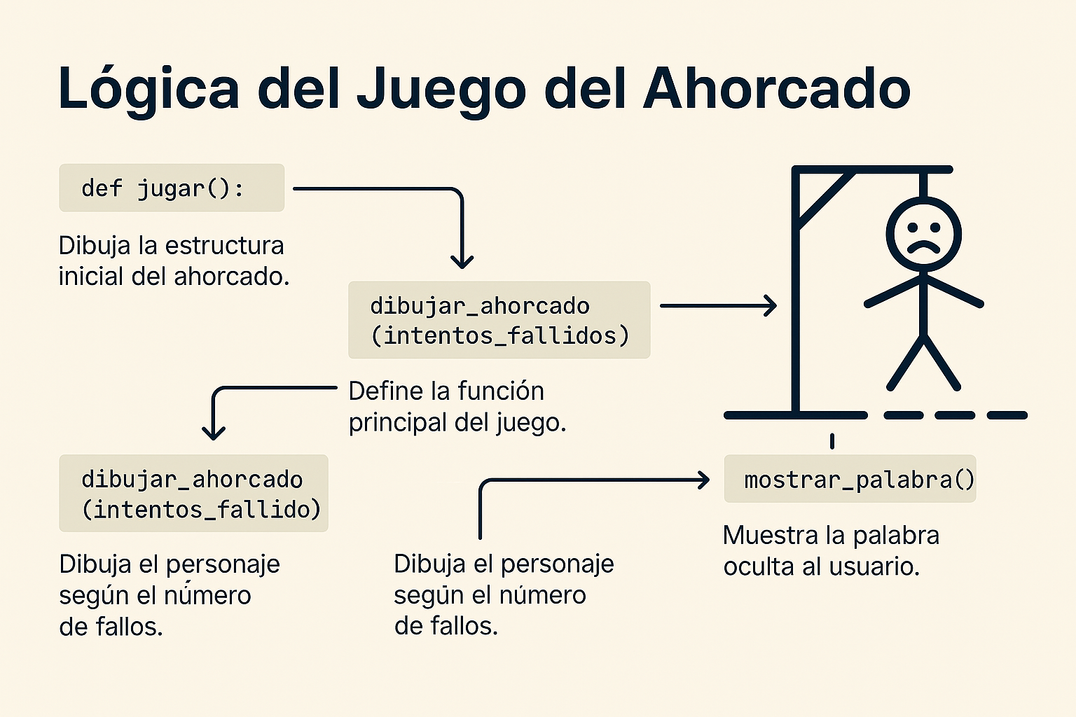 Lógica del Juego del Ahorcado
def jugar():
Dibuja la estructura
inicial del ahorcado.
dibujar_ahorcado
(intentos_fallidos)
Define la función
principal del juego.
dibujar_ahorcado
(intentos_fallido)
Dibuja el personaje
según el número
de fallos.
Dibuja el personaje
según el número
de fallos.
mostrar_palabra()
Muestra la palabra
oculta al usuario.